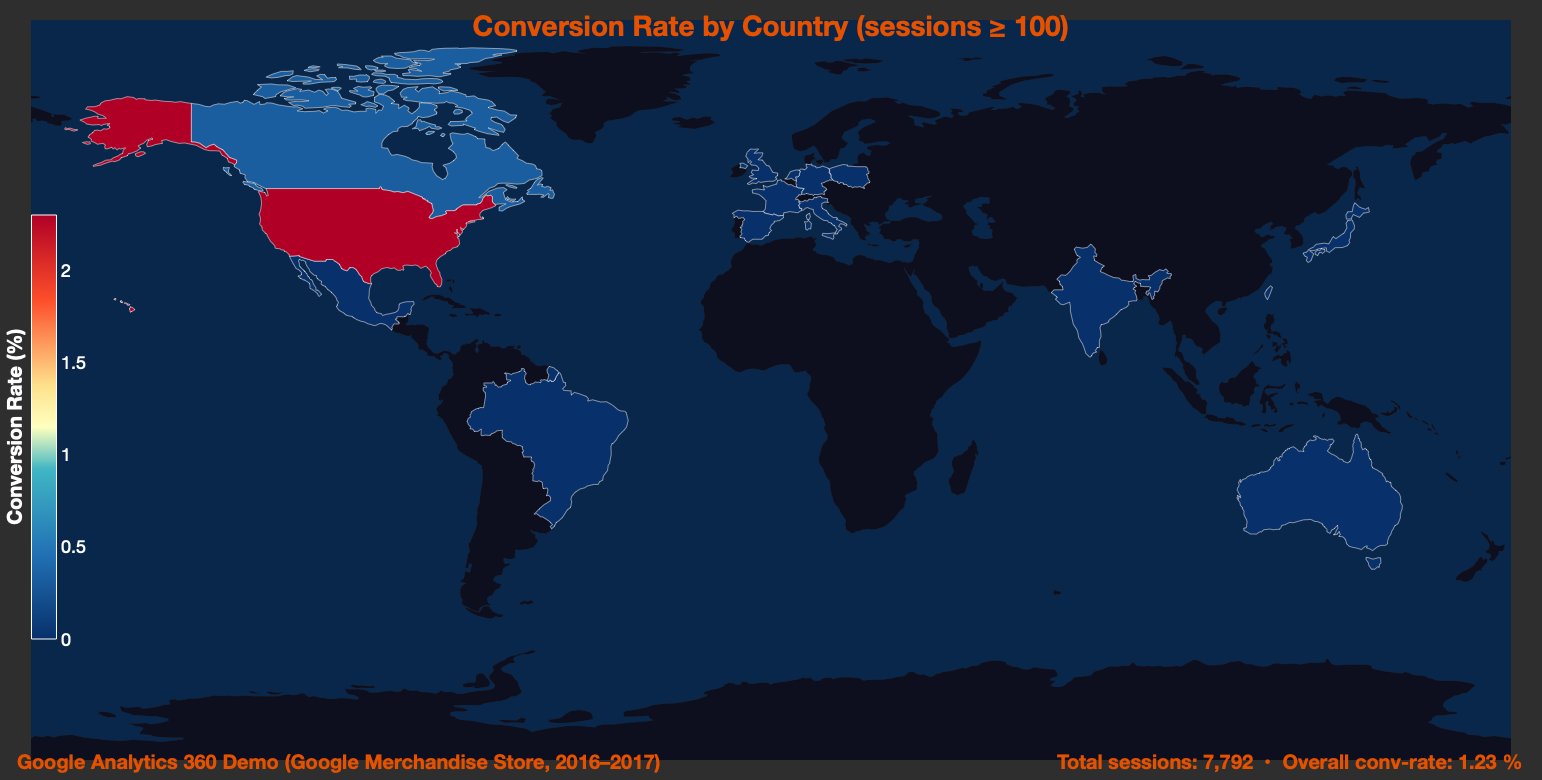 Conversion Rate by Country (sessions ≥ 100)
Conversion Rate (%)
2
1.5
1
0.5
0
Google Analytics 360 Demo (Google Merchandise Store, 2016–2017)
Total sessions: 7,792 • Overall conv-rate: 1.23 %